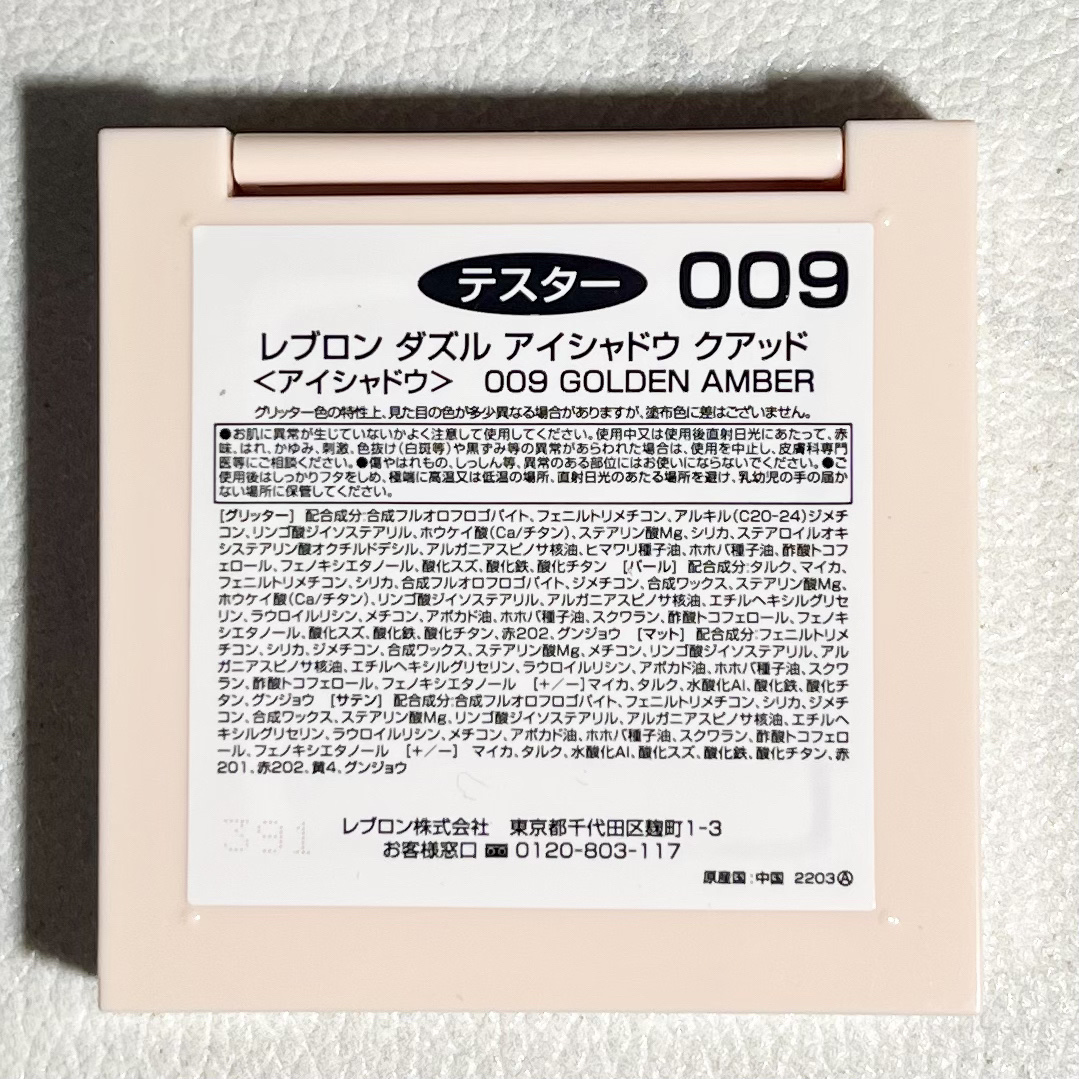 テスター 009
レブロン ダズル アイシャドウ クアッド
＜アイシャドウ＞ 009 GOLDEN AMBER
グリッター色の特性上、見た目の色が多少異なる場合がありますが、塗布色に差はございません。
●お肌に異常が生じていないかよく注意して使用してください。使用中又は使用後直射日光にあたって、赤
味、はれ、かゆみ、刺激、色抜け(白斑等)や黒ずみ等の異常があらわれた場合は、使用を中止し、皮膚科専門
医等にご相談ください。●傷やはれもの、しっしん等、異常のある部位にはお使いにならないでください。●ご
使用後はしっかりフタをしめ、極端に高温又は低温の場所、直射日光のあたる場所を避け、乳幼児の手の届か
ない場所に保管してください。
[グリッター] 配合成分:合成フルオロフロゴパイト、フェニルトリメチコン、アルキル(C20-24)ジメチ
コン、リンゴ酸ジイソステアリル、ホウケイ酸(Ca/チタン)、ステアリン酸Mg、シリカ、ステアロイルオキ
システアリン酸オクチルドデシル、アルガニアスピノサ核油、ヒマワリ種子油、ホホバ種子油、酢酸トコフ
ェロール、フェノキシエタノール、酸化スズ、酸化鉄、酸化チタン [パール] 配合成分:タルク、マイカ、
フェニルトリメチコン、シリカ、合成フルオロフロゴパイト、ジメチコン、合成ワックス、ステアリン酸Mg、
ホウケイ酸(Ca/チタン)、リンゴ酸ジイソステアリル、アルガニアスピノサ核油、エチルヘキシルグリセ
リン、ラウロイルリシン、メチコン、アボカド油、ホホバ種子油、スクワラン、酢酸トコフェロール、フェノキ
シエタノール、酸化スズ、酸化鉄、酸化チタン、赤202、グンジョウ [マット] 配合成分:フェニルトリメ
チコン、シリカ、ジメチコン、合成ワックス、ステアリン酸Mg、メチコン、リンゴ酸ジイソステアリル、アル
ガニアスピノサ核油、エチルヘキシルグリセリン、ラウロイルリシン、アボカド油、ホホバ種子油、スクワ
ラン、酢酸トコフェロール、フェノキシエタノール [+/-]マイカ、タルク、水酸化Al、酸化鉄、酸化チ
タン、グンジョウ [サテン] 配合成分:合成フルオロフロゴパイト、フェニルトリメチコン、シリカ、ジメチ
コン、合成ワックス、ステアリン酸Mg、リンゴ酸ジイソステアリル、アルガニアスピノサ核油、エチルヘ
キシルグリセリン、ラウロイルリシン、メチコン、アボカド油、ホホバ種子油、スクワラン、酢酸トコフェロ
ール、フェノキシエタノール [+/-] マイカ、タルク、水酸化Al、酸化スズ、酸化鉄、酸化チタン、赤
201、赤202、黄4、グンジョウ
391
レブロン株式会社 東京都千代田区麹町1-3
お客様窓口 0120-803-117
原産国:中国 2203Ⓐ